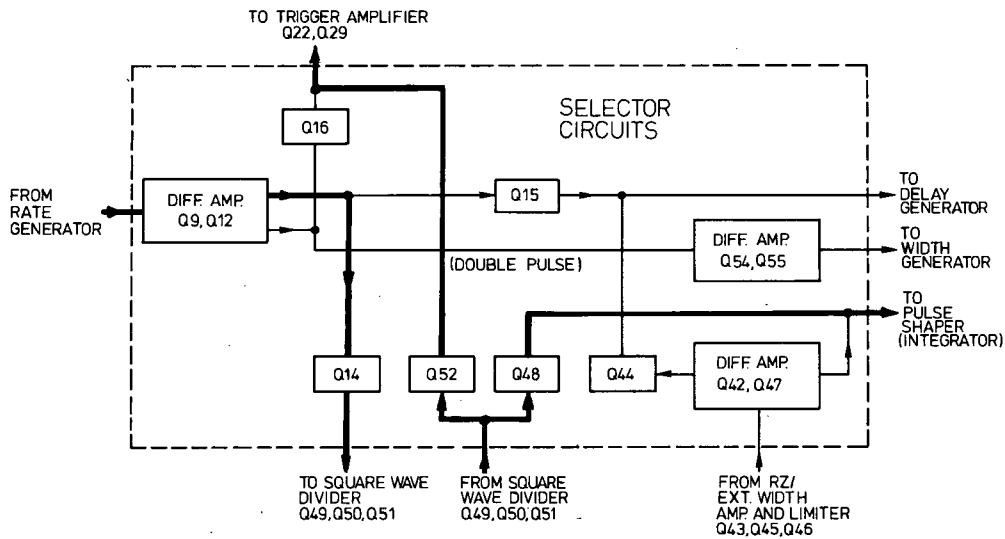 TO TRIGGER AMPLIFIER
Q22, Q29
SELECTOR
CIRCUITS
Q16
FROM
RATE
GENERATOR
DIFF. AMP.
Q9, Q12
Q15
TO
DELAY
GENERATOR
(DOUBLE PULSE)
DIFF. AMP.
Q54, Q55
TO
WIDTH
GENERATOR
TO
PULSE
SHAPER
(INTEGRATOR)
Q14
Q52
Q48
Q44
DIFF. AMP.
Q42, Q47
TO SQUARE WAVE
DIVIDER
Q49, Q50, Q51
FROM SQUARE
WAVE DIVIDER
Q49, Q50, Q51
FROM RZ/
EXT. WIDTH
AMP. AND LIMITER
Q43, Q45, Q46